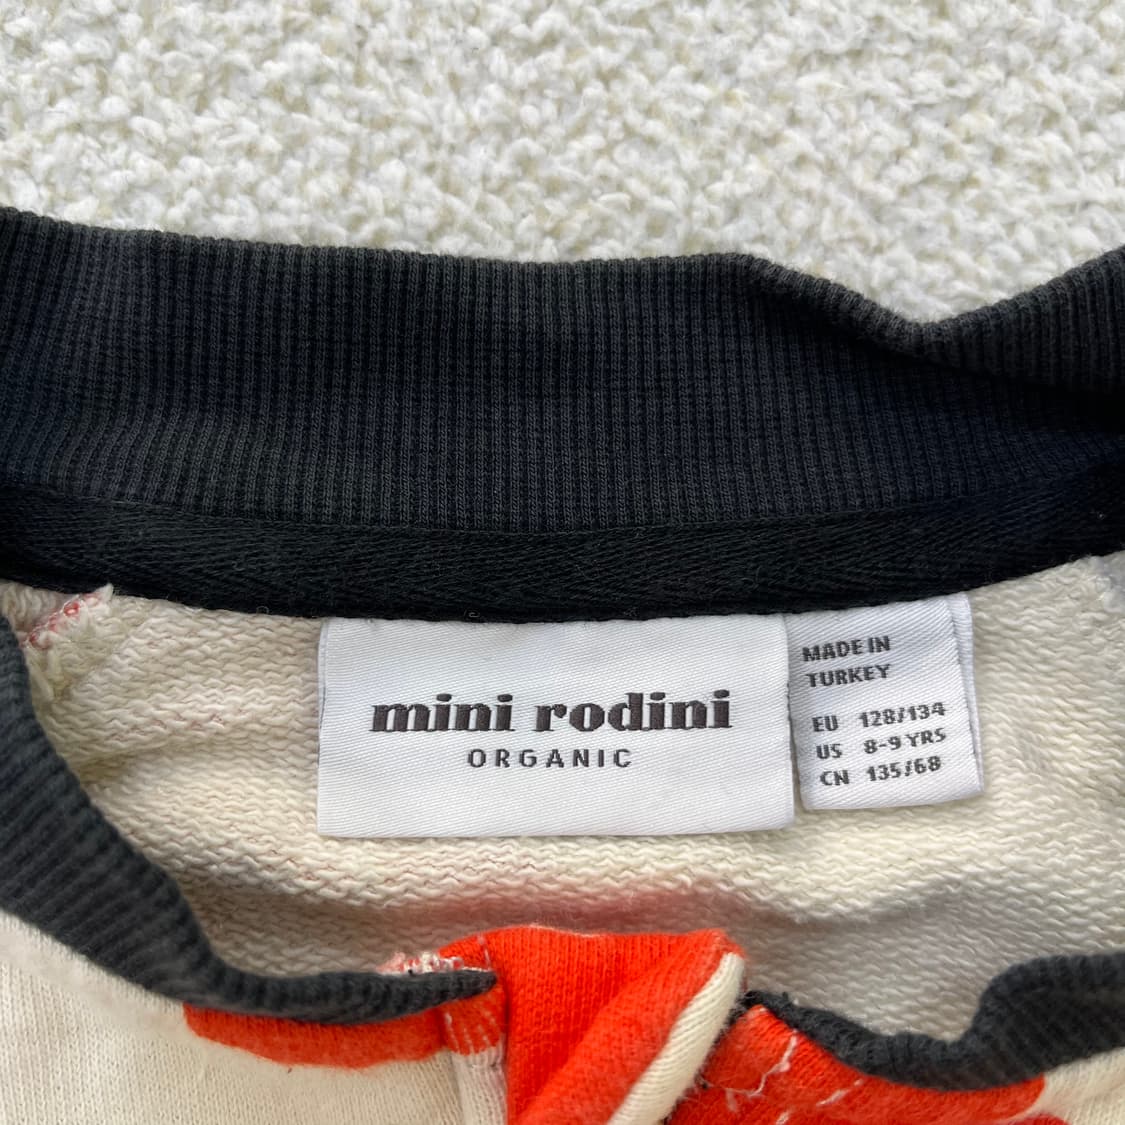 mini rodini
ORGANIC
MADE IN
TURKEY
EU 128/134
US 8-9 YRS
CN 135/68